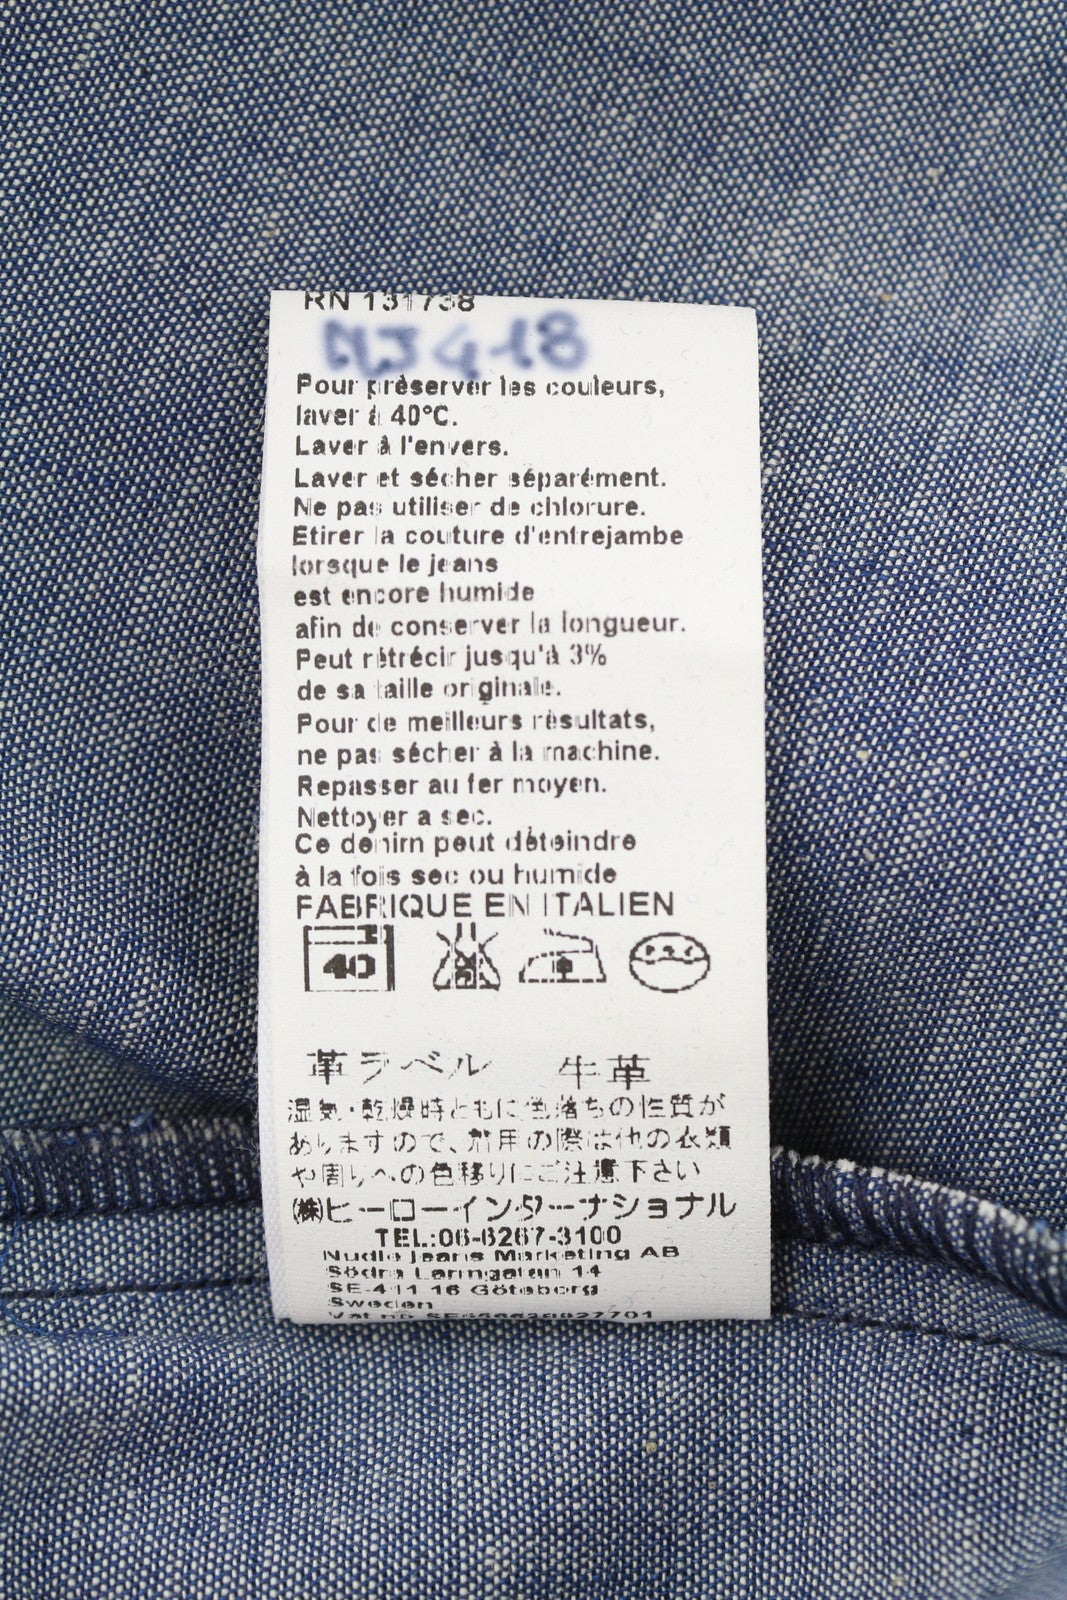 RN 131738
Pour prèserver les couleurs,
laver à 40°C.
Laver à l'envers.
Laver et sécher séparément.
Ne pas utiliser de chlorure.
Etirer la couture d'entrejambe
lorsque le jeans
est encore humide
afin de conserver la longueur.
Peut rétrécir jusqu'à 3%
de sa taille originale.
Pour de meilleurs rèsultats,
ne pas sécher à la machine.
Repasser au fer moyen.
Nettoyer a sec.
Ce denim peut déteindre
à la fois sec ou humide
FABRIQUE EN ITALIEN
40
革ラベル 牛革
湿気・乾燥時ともに色落ちの性質が
ありますので、着用の際は他の衣類
や周りへの色移りにご注意下さい
㈱ヒーローインターナショナル
TEL:06-6267-3100
Nudie Jeans Marketing AB
Södra Larmgatan 14
SE-411 16 Göteborg
Sweden
Vat no